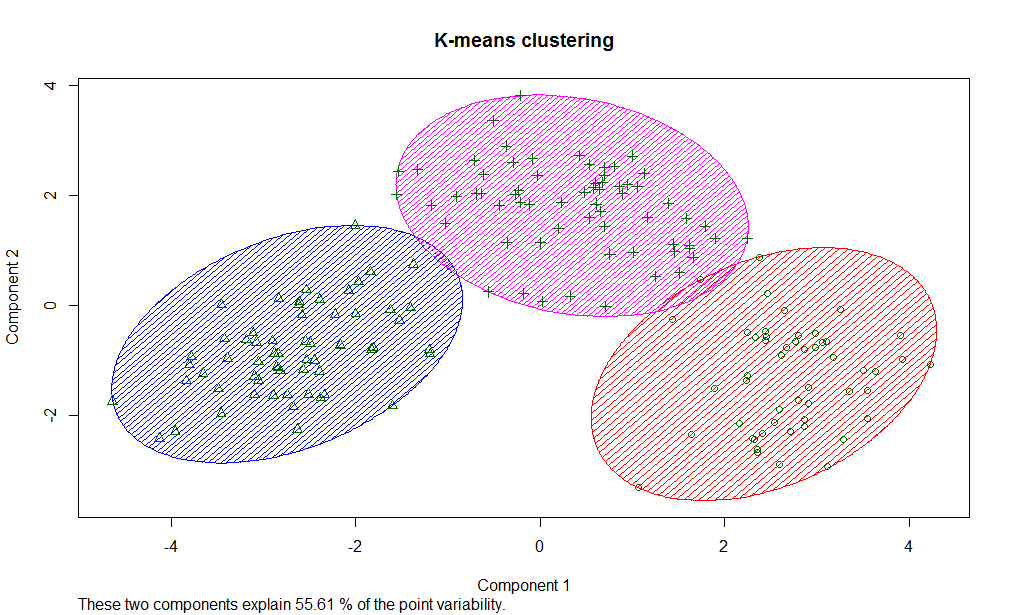 K-means clustering
4
2
0
-2
Component 2
-4 -2 0 2 4
Component 1
These two components explain 55.61 % of the point variability.